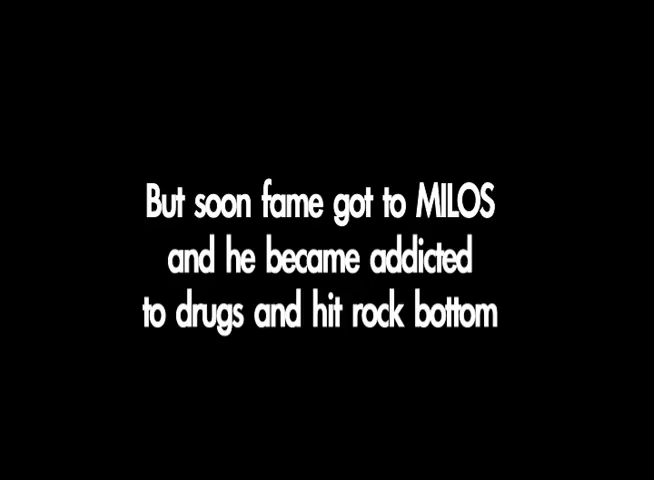 But soon fame got to MILOS
and he became addicted
to drugs and hit rock bottom